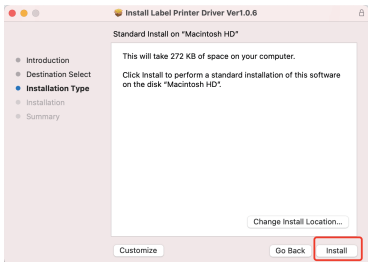 Install Label Printer Driver Ver1.0.6
Standard Install on “Macintosh HD”
Introduction
Destination Select
Installation Type
Installation
Summary
This will take 272 KB of space on your computer.
Click Install to perform a standard installation of this software
on the disk “Macintosh HD”.
Change Install Location...
Customize
Go Back
Install